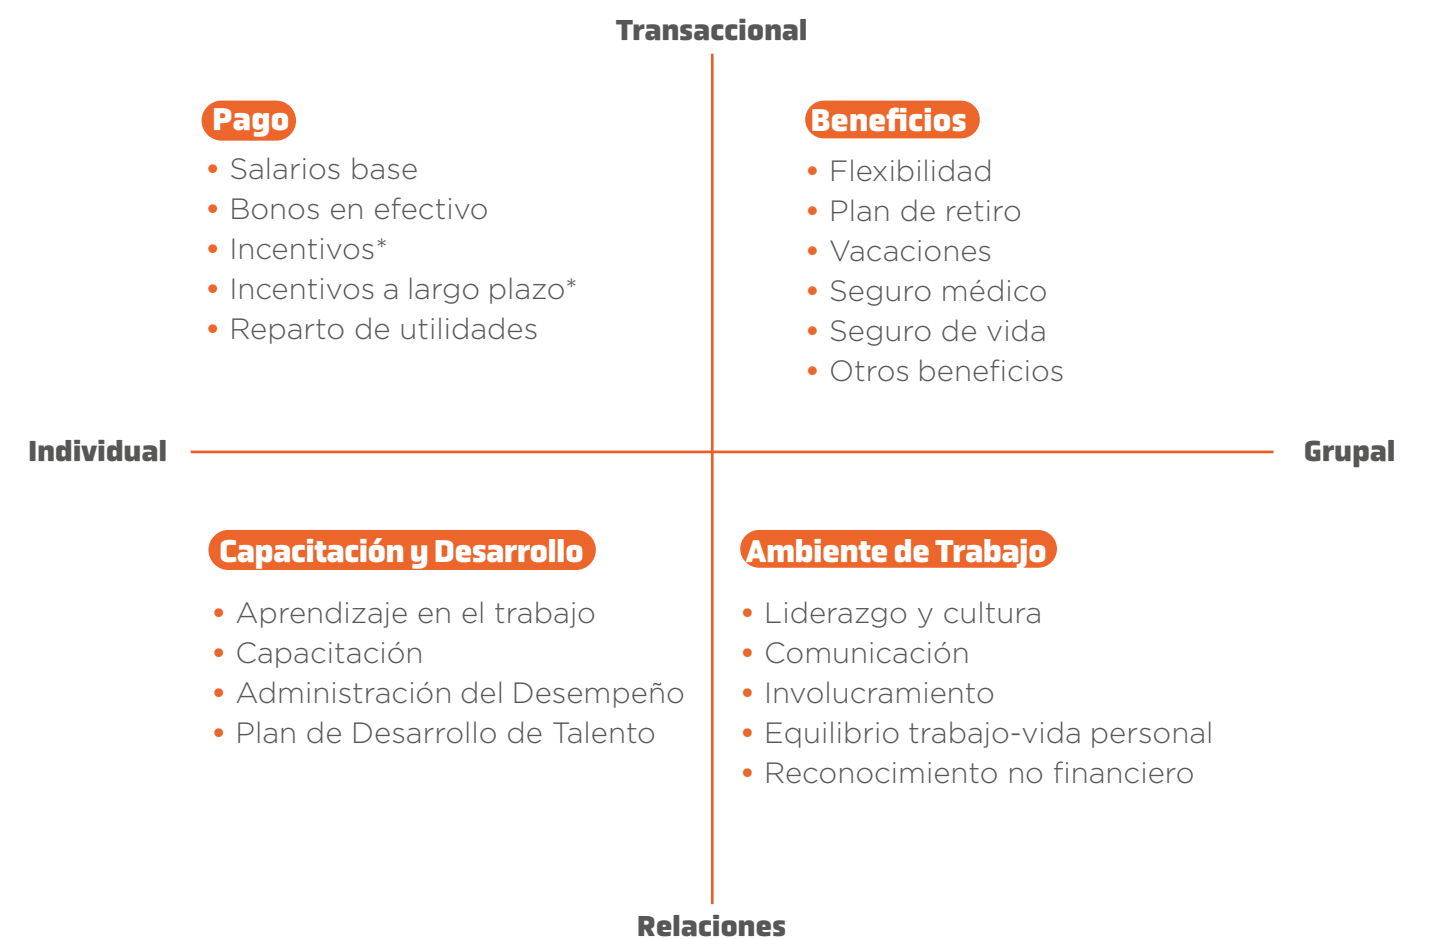 Transaccional
Pago
• Salarios base
• Bonos en efectivo
• Incentivos*
• Incentivos a largo plazo*
• Reparto de utilidades
Beneficios
• Flexibilidad
• Plan de retiro
• Vacaciones
• Seguro médico
• Seguro de vida
• Otros beneficios
Individual
Grupal
Capacitación y Desarrollo
• Aprendizaje en el trabajo
• Capacitación
• Administración del Desempeño
• Plan de Desarrollo de Talento
Ambiente de Trabajo
• Liderazgo y cultura
• Comunicación
• Involucramiento
• Equilibrio trabajo-vida personal
• Reconocimiento no financiero
Relaciones